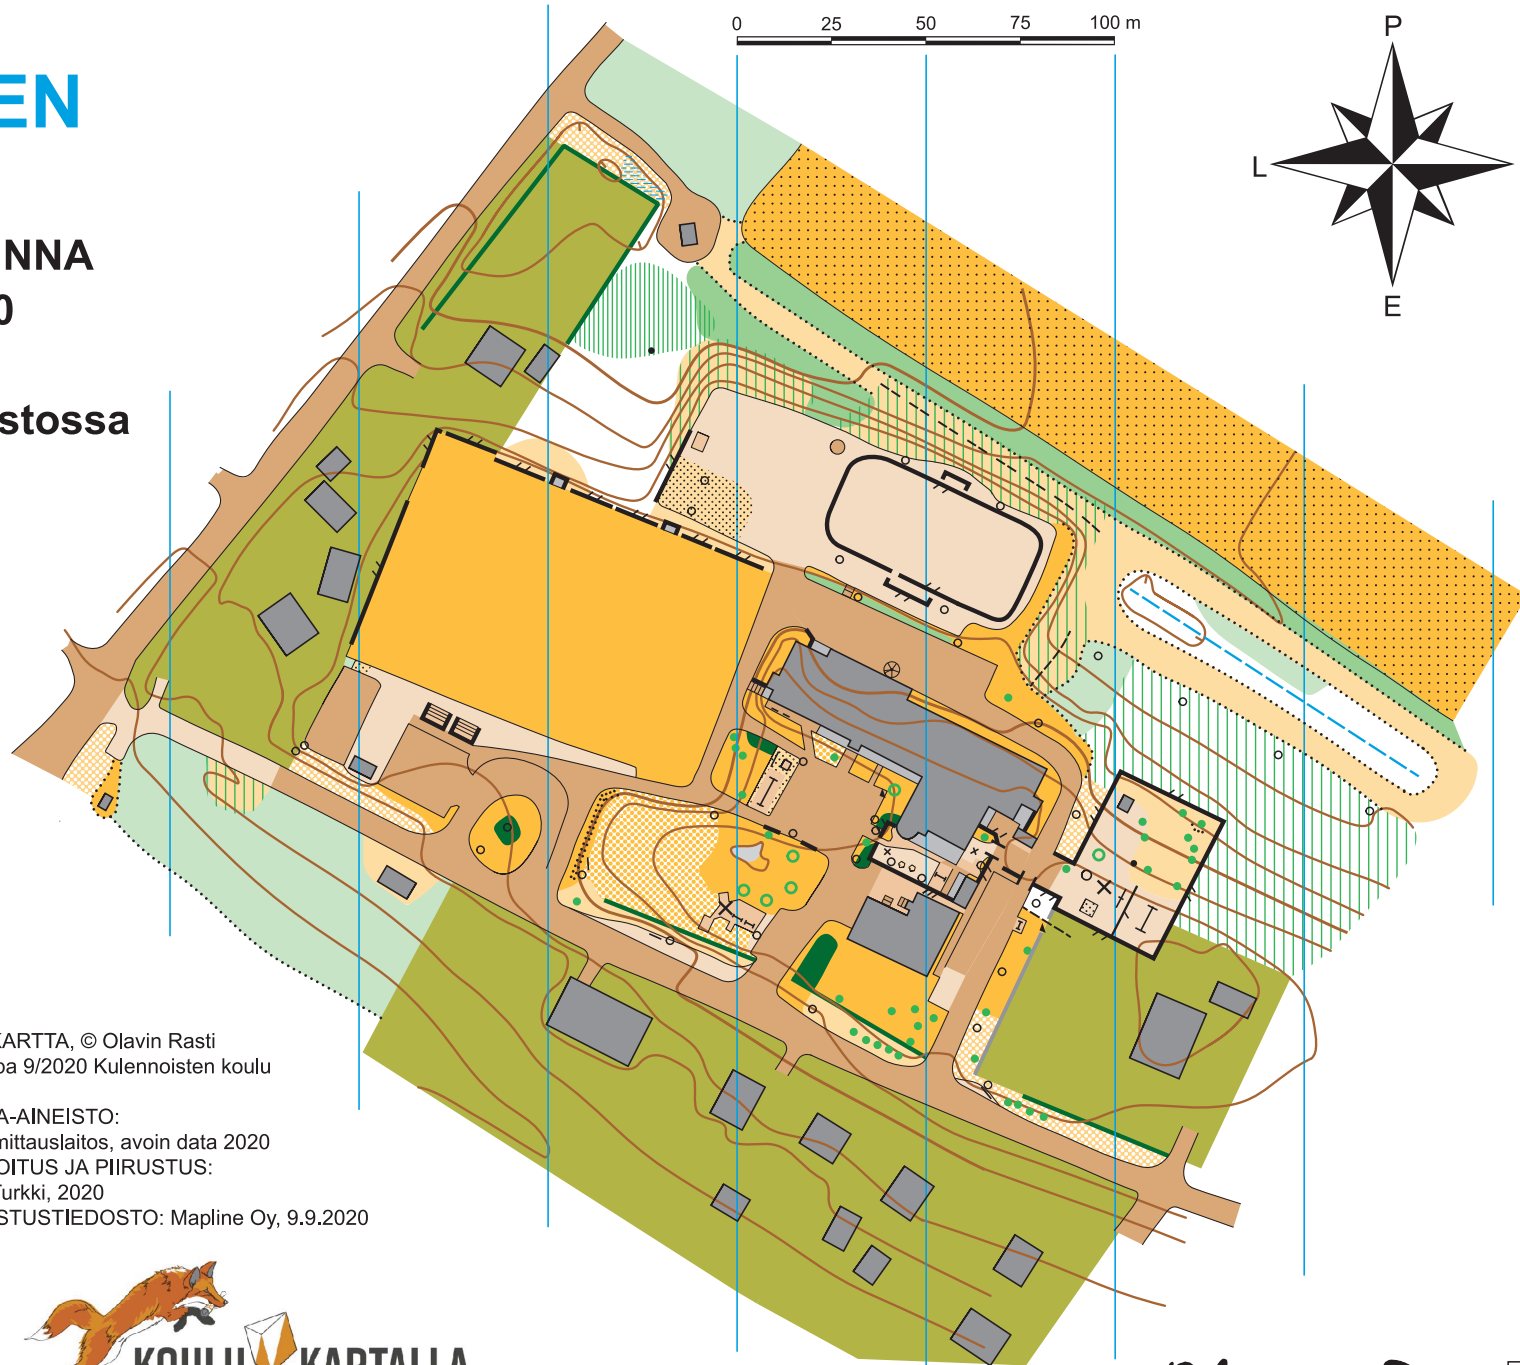 EN
0 25 50 75 100 m
P
L
E
NNA
0
stossa
KARTTA, © Olavin Rasti
pa 9/2020 Kulennoisten koulu
A-AINEISTO:
mittauslaitos, avoin data 2020
OITUS JA PIIRUSTUS:
Turkki, 2020
STUSTIEDOSTO: Mapline Oy, 9.9.2020
KOULU KARTALLA